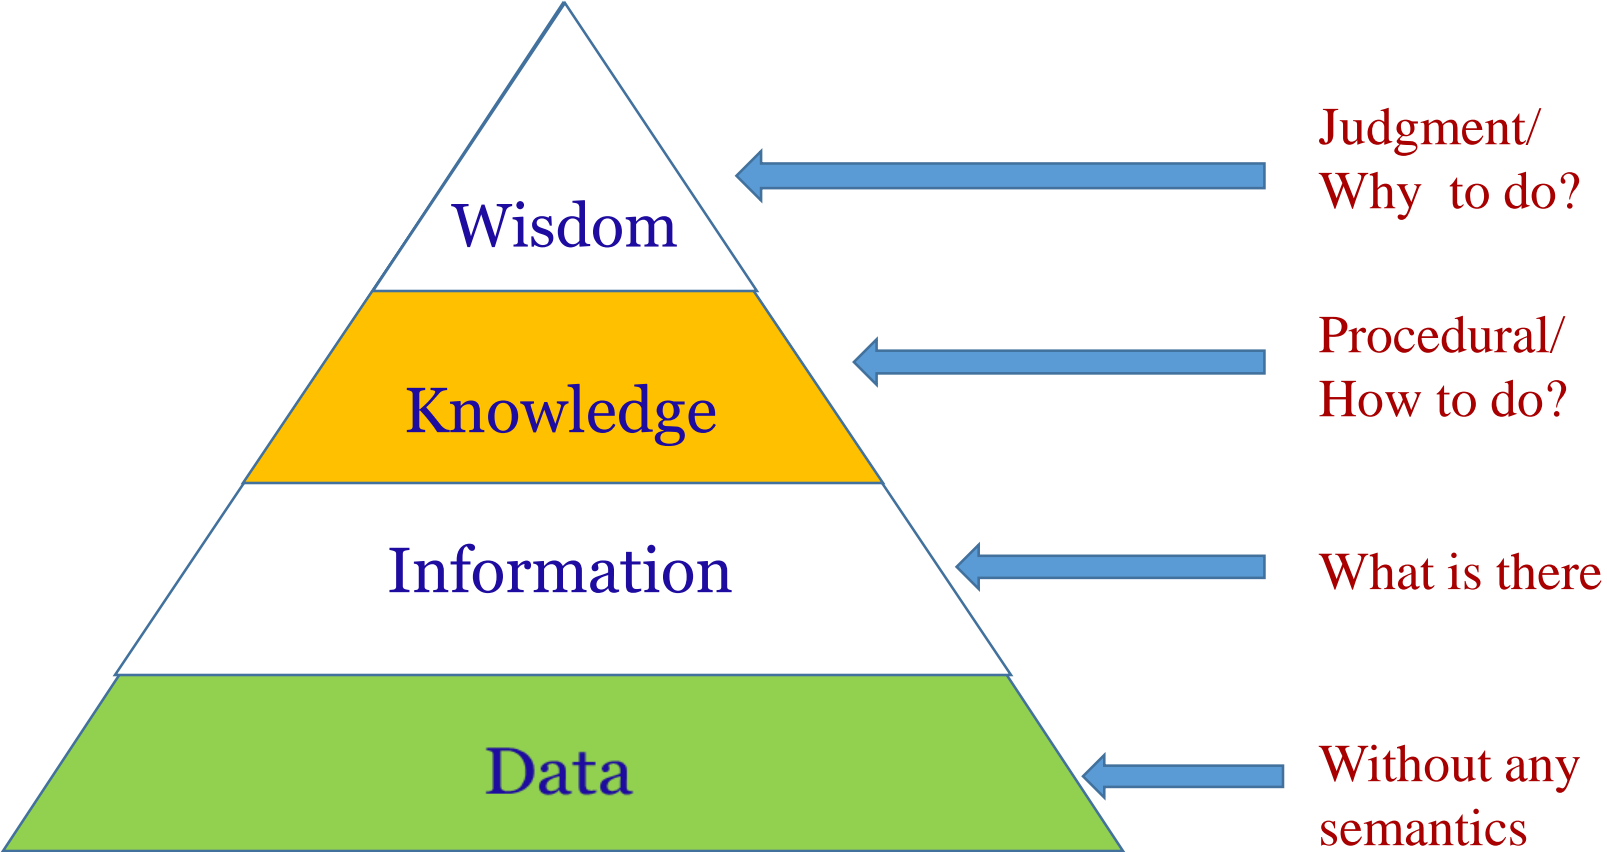 Wisdom
Judgment/
Why to do?
Knowledge
Procedural/
How to do?
Information
What is there
Data
Without any
semantics